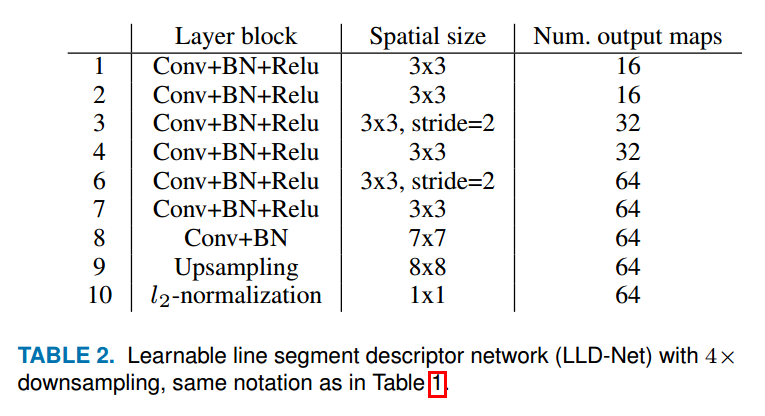 Layer block Spatial size Num. output maps
1 Conv+BN+Relu 3x3 16
2 Conv+BN+Relu 3x3 16
3 Conv+BN+Relu 3x3, stride=2 32
4 Conv+BN+Relu 3x3 32
6 Conv+BN+Relu 3x3, stride=2 64
7 Conv+BN+Relu 3x3 64
8 Conv+BN 7x7 64
9 Upsampling 8x8 64
10 l₂-normalization 1x1 64
TABLE 2. Learnable line segment descriptor network (LLD-Net) with 4×
downsampling, same notation as in Table 1.